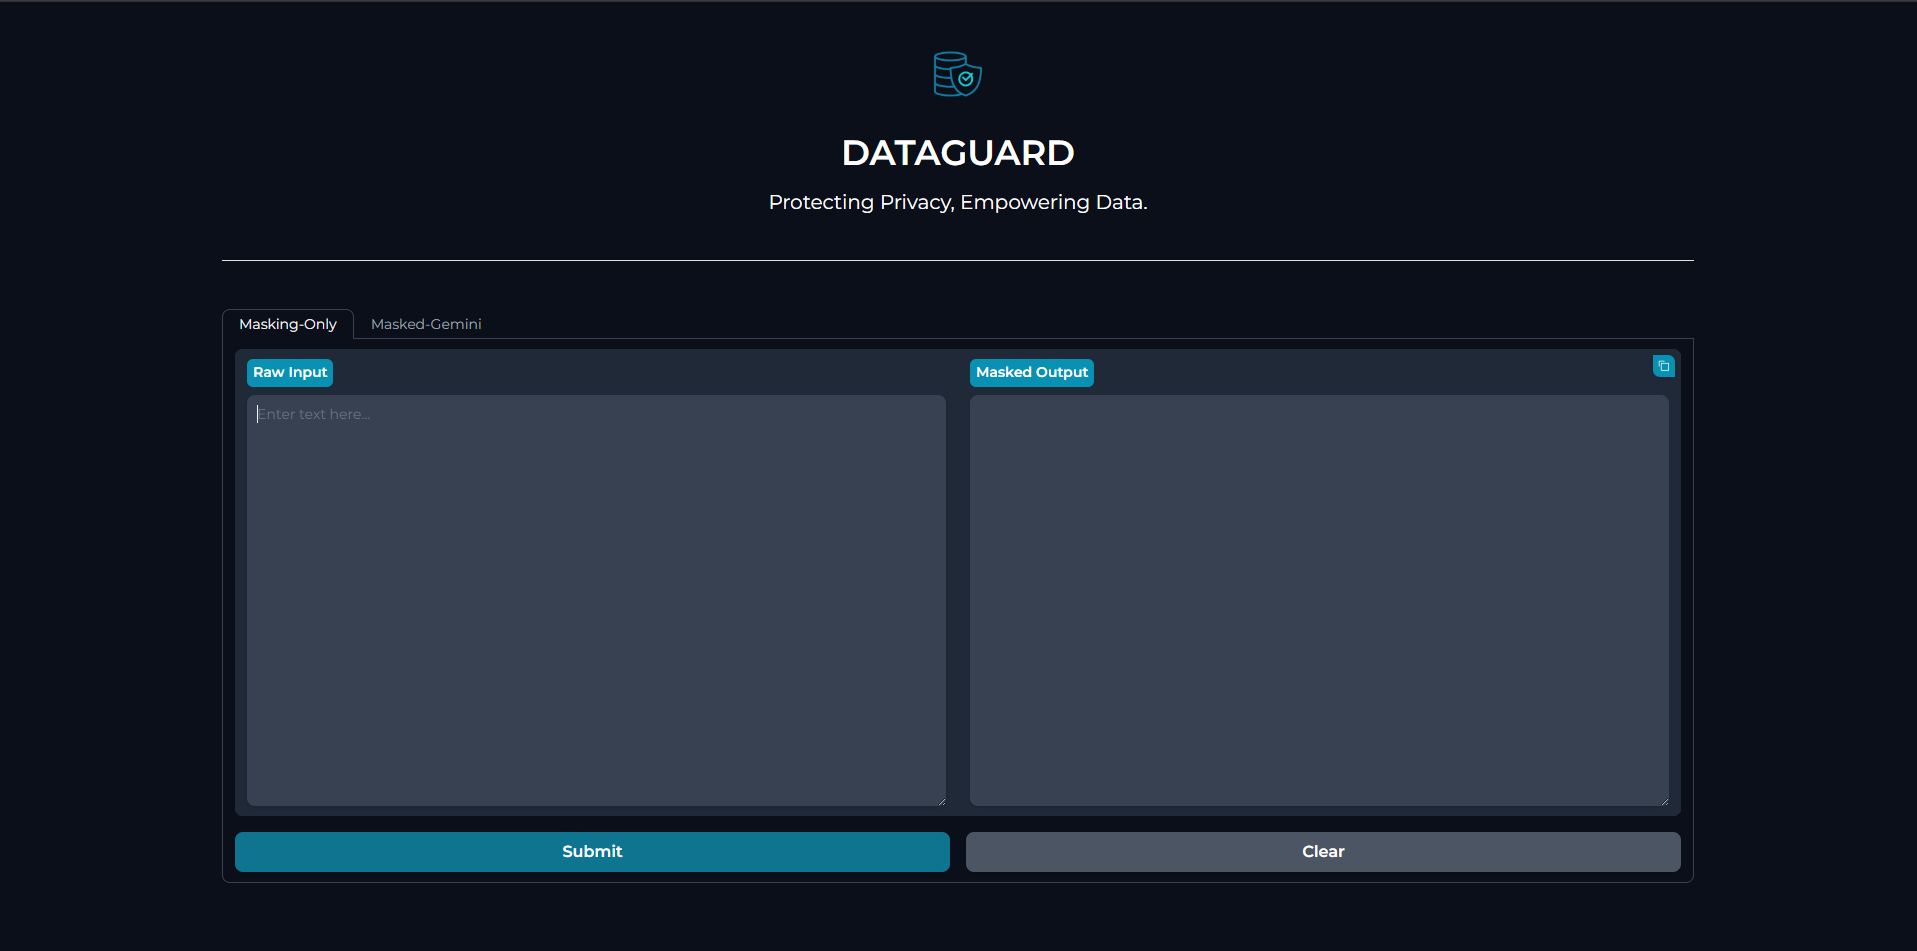 DATAGUARD
Protecting Privacy, Empowering Data.
Masking-Only Masked-Gemini
Raw Input
Masked Output
Enter text here...
Submit
Clear